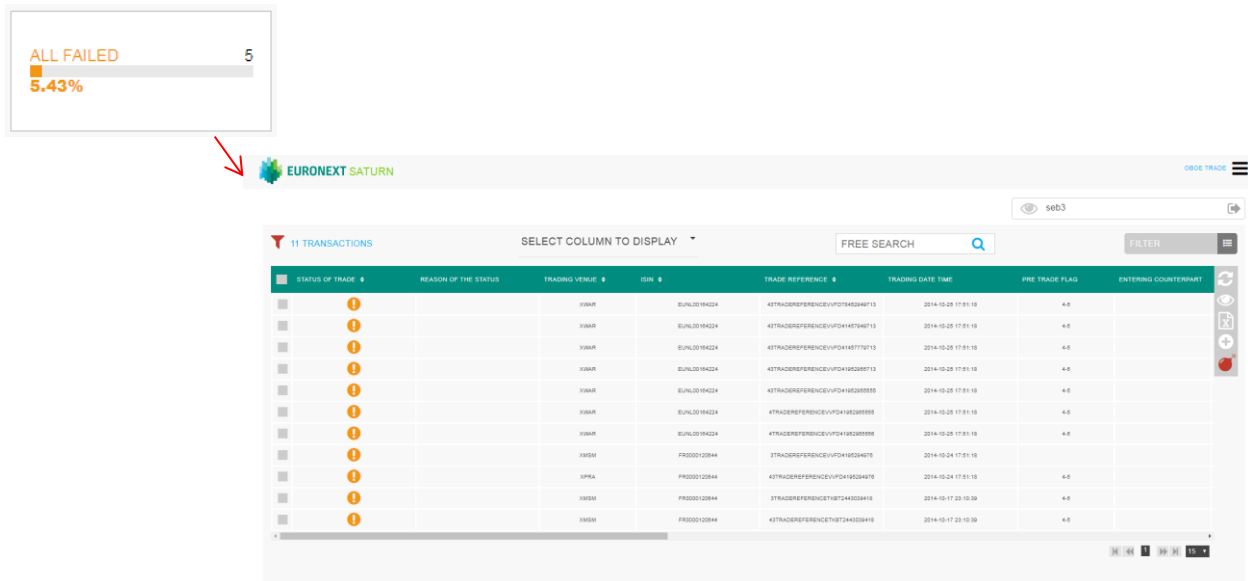 ALL FAILED 5
5.43%
EURONEXT SATURN OBOE TRADE
seb3
11 TRANSACTIONS SELECT COLUMN TO DISPLAY FREE SEARCH FILTER
STATUS OF TRADE REASON OF THE STATUS TRADING VENUE ISIN TRADE REFERENCE TRADING DATE TIME PRE TRADE FLAG ENTERING COUNTERPART
XWAR EUNL00164224 2014-10-25 17:51:18
XWAR EUNL00164224 2014-10-25 17:51:18
XWAR EUNL00164224 2014-10-25 17:51:18
XWAR EUNL00164224 2014-10-25 17:51:18
XWAR EUNL00164224 2014-10-25 17:51:18
XWAR EUNL00164224 2014-10-25 17:51:18
XWAR EUNL00164224 2014-10-25 17:51:18
XMSM FR0000120644 2014-10-24 17:51:18
XPRA FR0000120644 2014-10-24 17:51:18
XMSM FR0000120644 2014-10-17 23:10:39
XMSM FR0000120644 2014-10-17 23:10:39
1 15